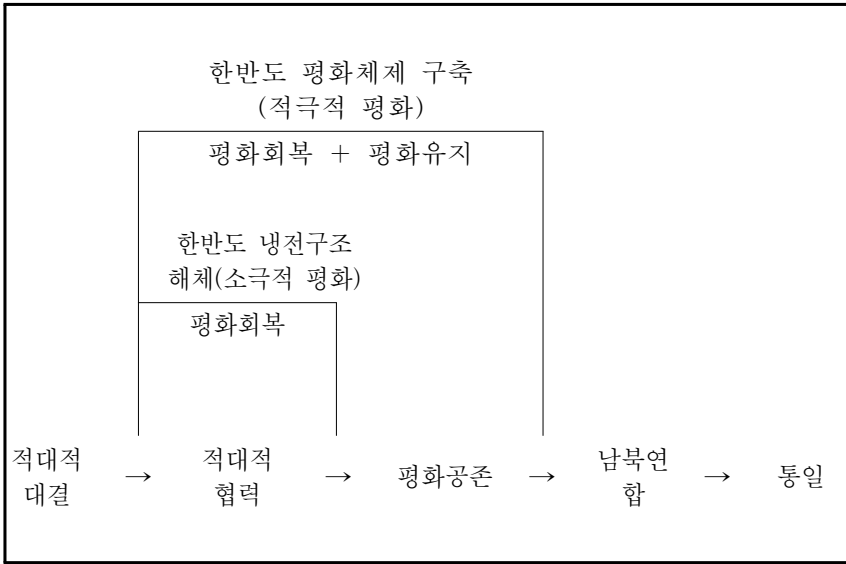 한반도 평화체제 구축
(적극적 평화)
평화회복 + 평화유지
한반도 냉전구조
해체(소극적 평화)
평화회복
적대적
대결
→
적대적
협력
→
평화공존
→
남북연
합
→
통일